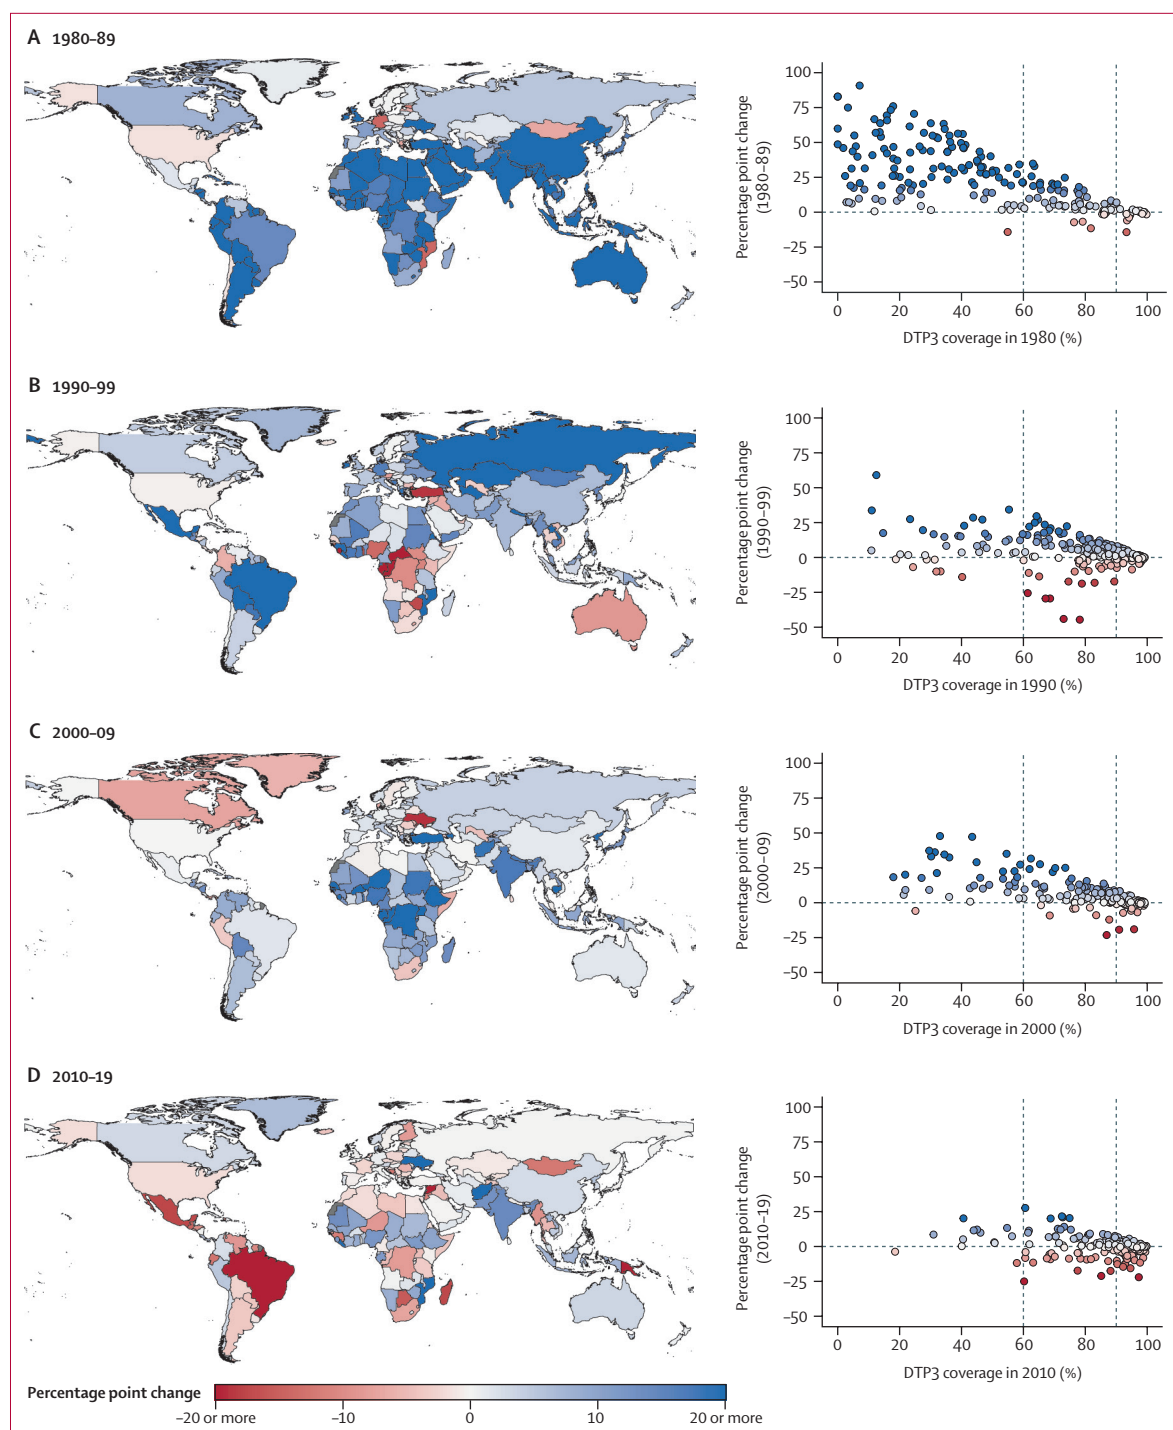 A 1980–89
100
75
50
25
0
–25
–50
Percentage point change
(1980–89)
0 20 40 60 80 100
DTP3 coverage in 1980 (%)
B 1990–99
100
75
50
25
0
–25
–50
Percentage point change
(1990–99)
0 20 40 60 80 100
DTP3 coverage in 1990 (%)
C 2000–09
100
75
50
25
0
–25
–50
Percentage point change
(2000–09)
0 20 40 60 80 100
DTP3 coverage in 2000 (%)
D 2010–19
100
75
50
25
0
–25
–50
Percentage point change
(2010–19)
0 20 40 60 80 100
DTP3 coverage in 2010 (%)
Percentage point change
–20 or more –10 0 10 20 or more